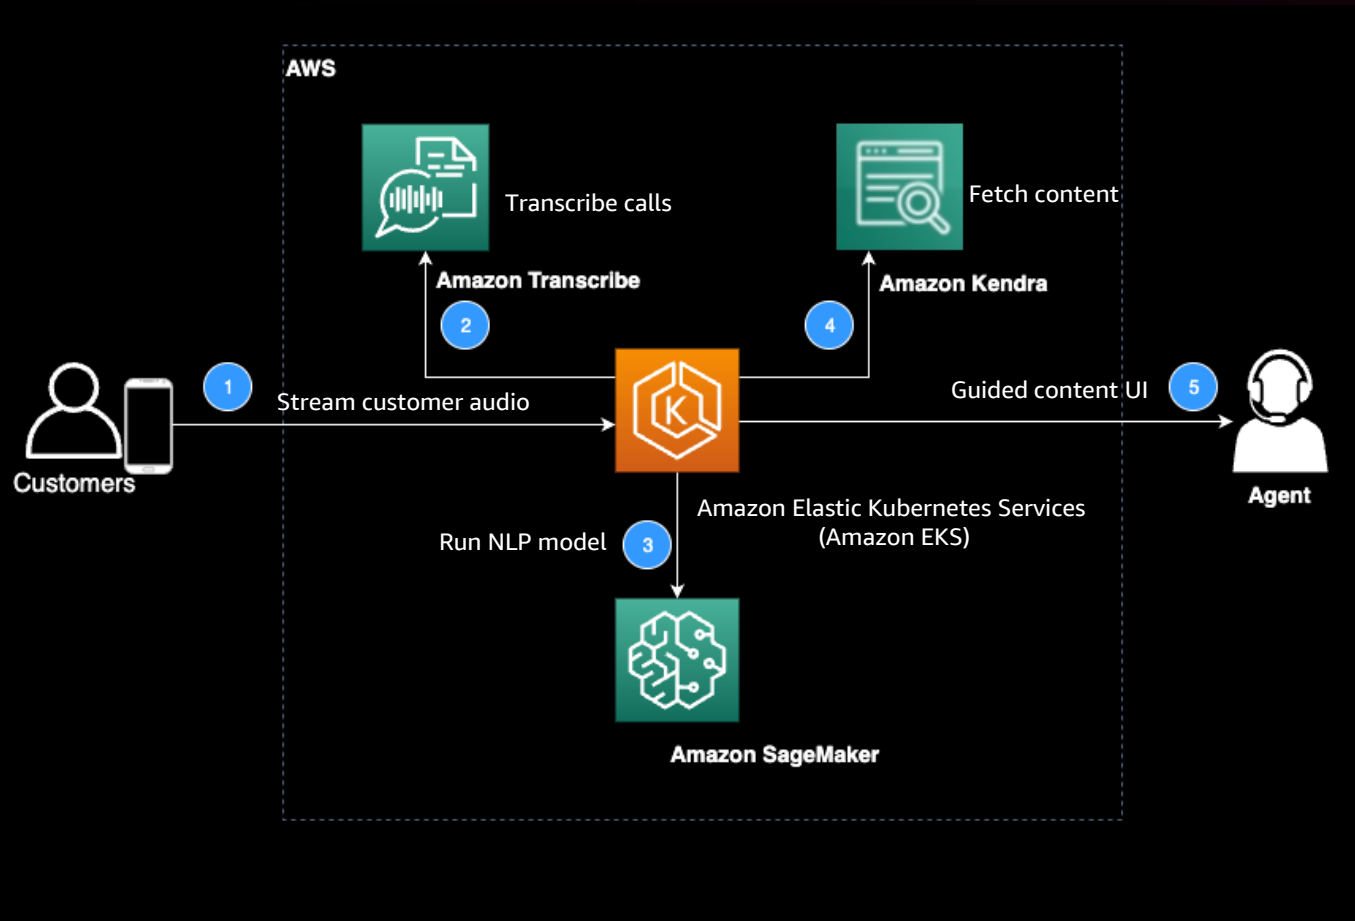 AWS
Transcribe calls
Fetch content
Amazon Transcribe
Amazon Kendra
2
4
1
Stream customer audio
K
Guided content UI
5
Customers
Agent
Amazon Elastic Kubernetes Services
(Amazon EKS)
Run NLP model
3
Amazon SageMaker